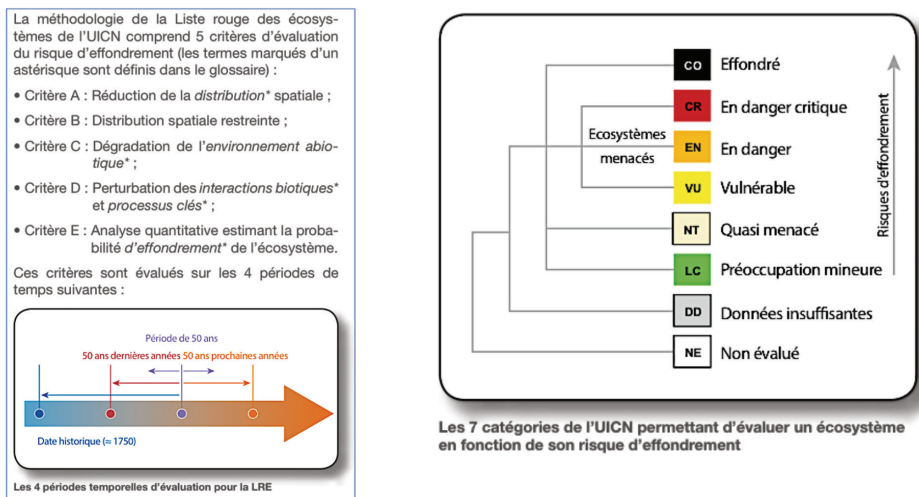 La méthodologie de la Liste rouge des écosys-
tèmes de l'UICN comprend 5 critères d'évaluation
du risque d'effondrement (les termes marqués d'un
astérisque sont définis dans le glossaire) :
• Critère A : Réduction de la distribution* spatiale ;
• Critère B : Distribution spatiale restreinte ;
• Critère C : Dégradation de l'environnement abio-
tique* ;
• Critère D : Perturbation des interactions biotiques*
et processus clés* ;
• Critère E : Analyse quantitative estimant la proba-
bilité d'effondrement* de l'écosystème.
Ces critères sont évalués sur les 4 périodes de
temps suivantes :
Période de 50 ans
50 ans dernières années 50 ans prochaines années
Date historique (≈ 1750)
Les 4 périodes temporelles d'évaluation pour la LRE
CO Effondré
CR En danger critique
Ecosystèmes
menacés
EN En danger
VU Vulnérable
NT Quasi menacé
LC Préoccupation mineure
DD Données insuffisantes
NE Non évalué
Risques d'effondrement
Les 7 catégories de l'UICN permettant d'évaluer un écosystème
en fonction de son risque d'effondrement